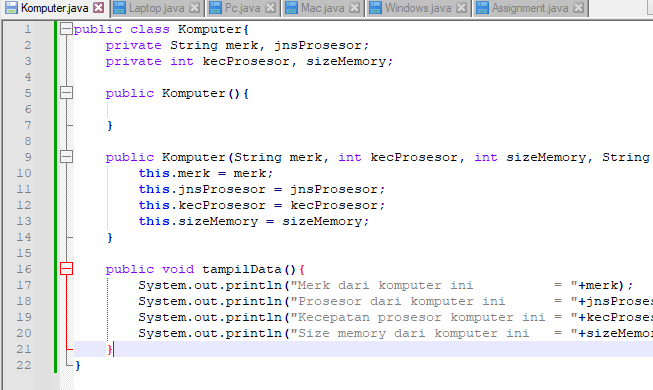 Komputer.java Laptop.java Pc.java Mac.java Windows.java Assignment.java
1 public class Komputer{
2 private String merk, jnsProsesor;
3 private int kecProsesor, sizeMemory;
4
5 public Komputer(){
6
7 }
8
9 public Komputer(String merk, int kecProsesor, int sizeMemory, String
10 this.merk = merk;
11 this.jnsProsesor = jnsProsesor;
12 this.kecProsesor = kecProsesor;
13 this.sizeMemory = sizeMemory;
14 }
15
16 public void tampilData(){
17 System.out.println("Merk dari komputer ini = "+merk);
18 System.out.println("Prosesor dari komputer ini = "+jnsProses
19 System.out.println("Kecepatan prosesor komputer ini = "+kecProses
20 System.out.println("Size memory dari komputer ini = "+sizeMemor
21 }
22 }